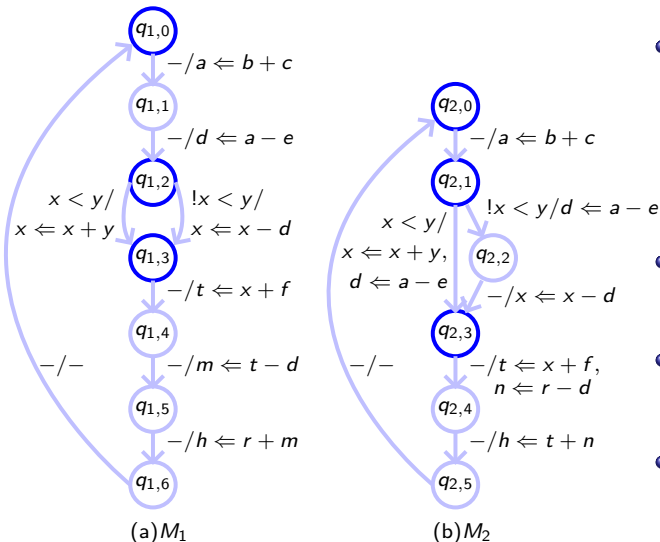 q1,0
−/a ⇐ b + c
q1,1
−/d ⇐ a − e
q1,2
x < y/
x ⇐ x + y
!x < y/
x ⇐ x − d
q1,3
−/t ⇐ x + f
q1,4
−/−
−/m ⇐ t − d
q1,5
−/h ⇐ r + m
q1,6
(a)M1
q2,0
−/a ⇐ b + c
q2,1
!x < y/d ⇐ a − e
x < y/
x ⇐ x + y,
d ⇐ a − e
q2,2
−/x ⇐ x − d
q2,3
−/−
−/t ⇐ x + f,
n ⇐ r − d
q2,4
−/h ⇐ t + n
q2,5
(b)M2